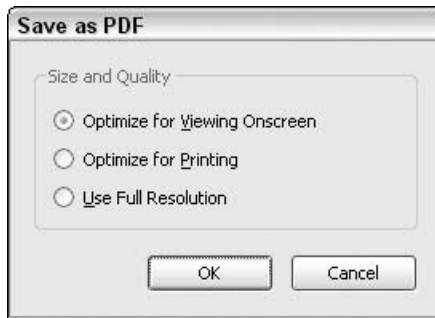 Save as PDF
Size and Quality
Optimize for Viewing Onscreen
Optimize for Printing
Use Full Resolution
OK Cancel